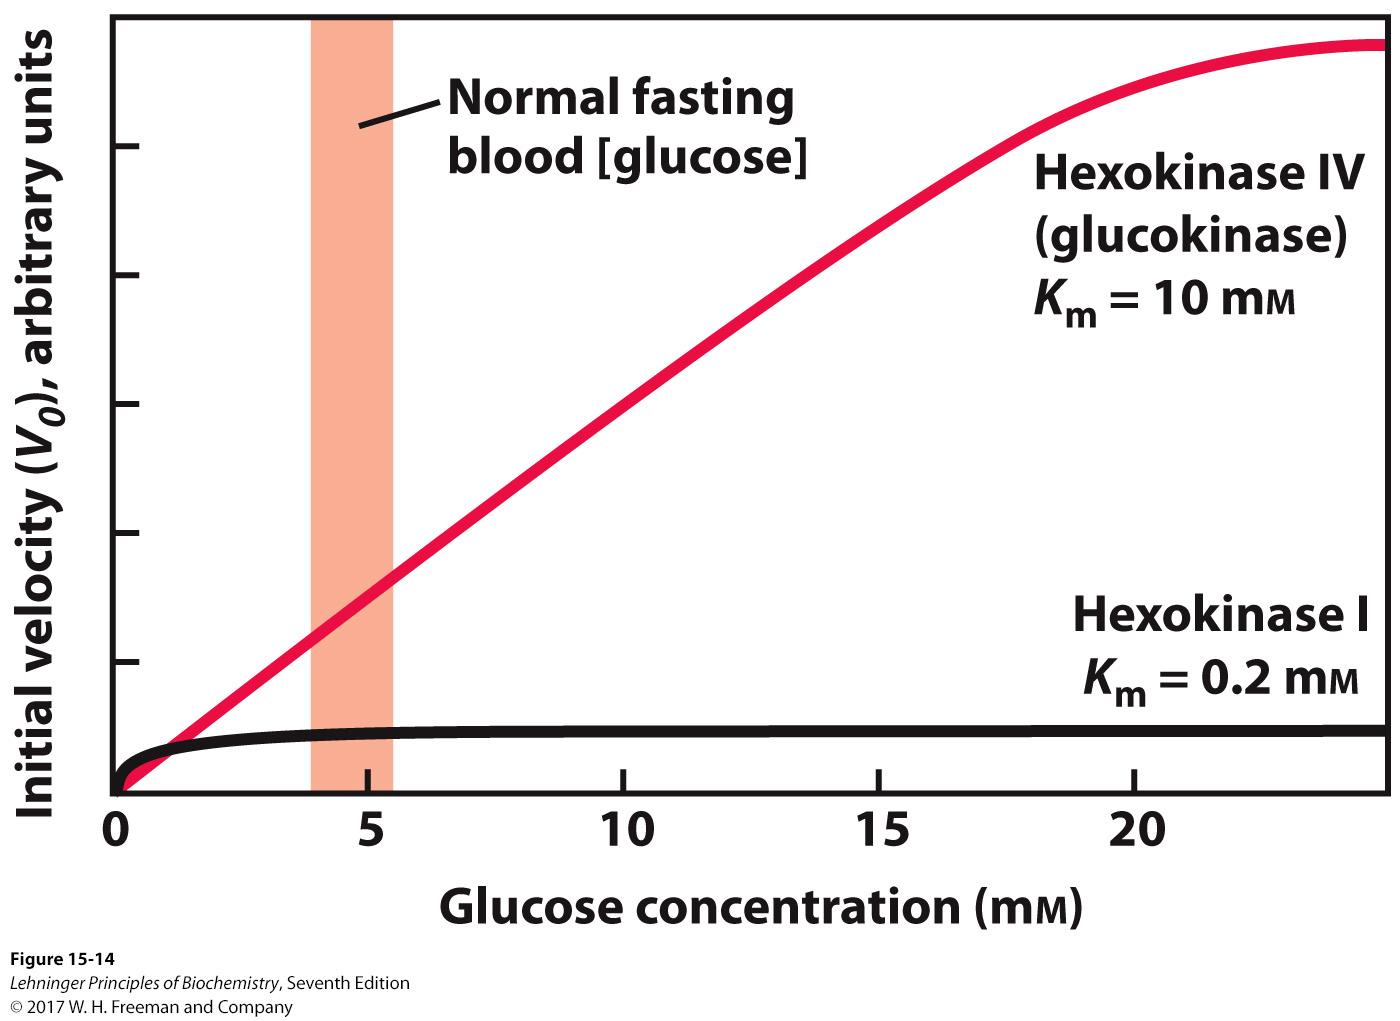 Initial velocity (V0), arbitrary units
Normal fasting
blood [glucose]
Hexokinase IV
(glucokinase)
Km = 10 mM
Hexokinase I
Km = 0.2 mM
0 5 10 15 20
Glucose concentration (mM)
Figure 15-14
Lehninger Principles of Biochemistry, Seventh Edition
© 2017 W. H. Freeman and Company